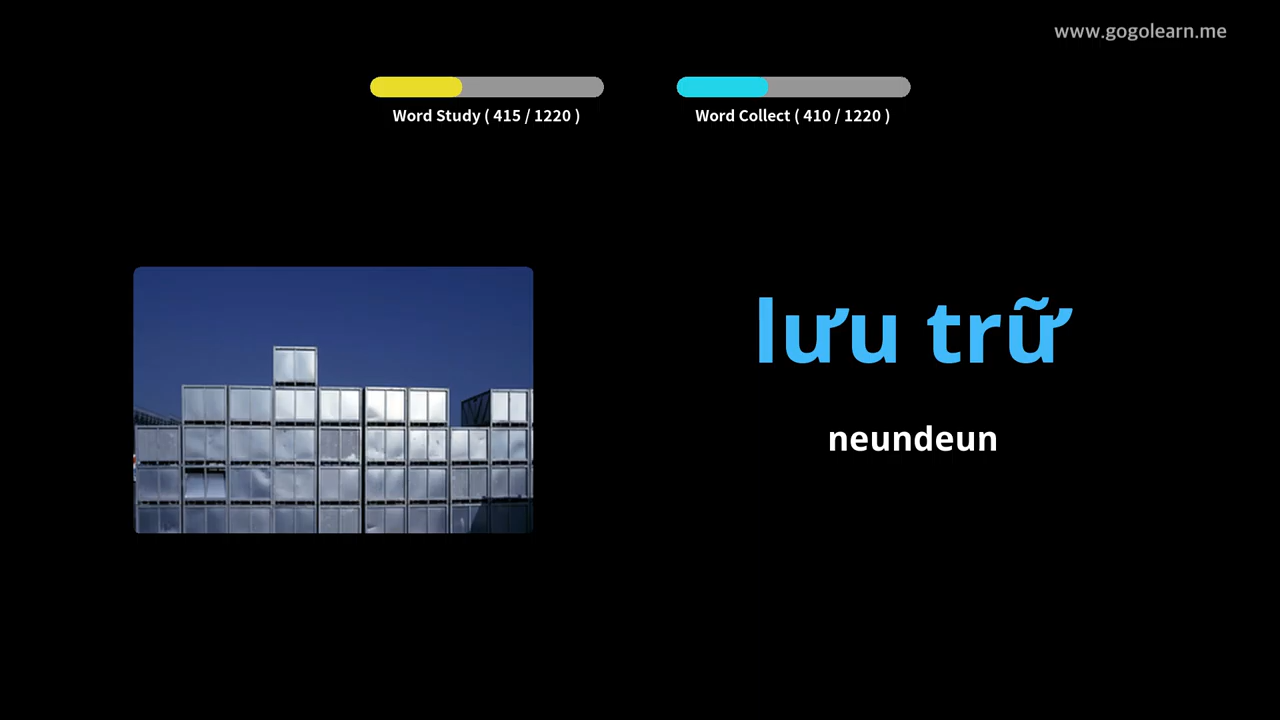 www.gogolearn.me
Word Study ( 415 / 1220 )
Word Collect ( 410 / 1220 )
lưu trữ
neundeun